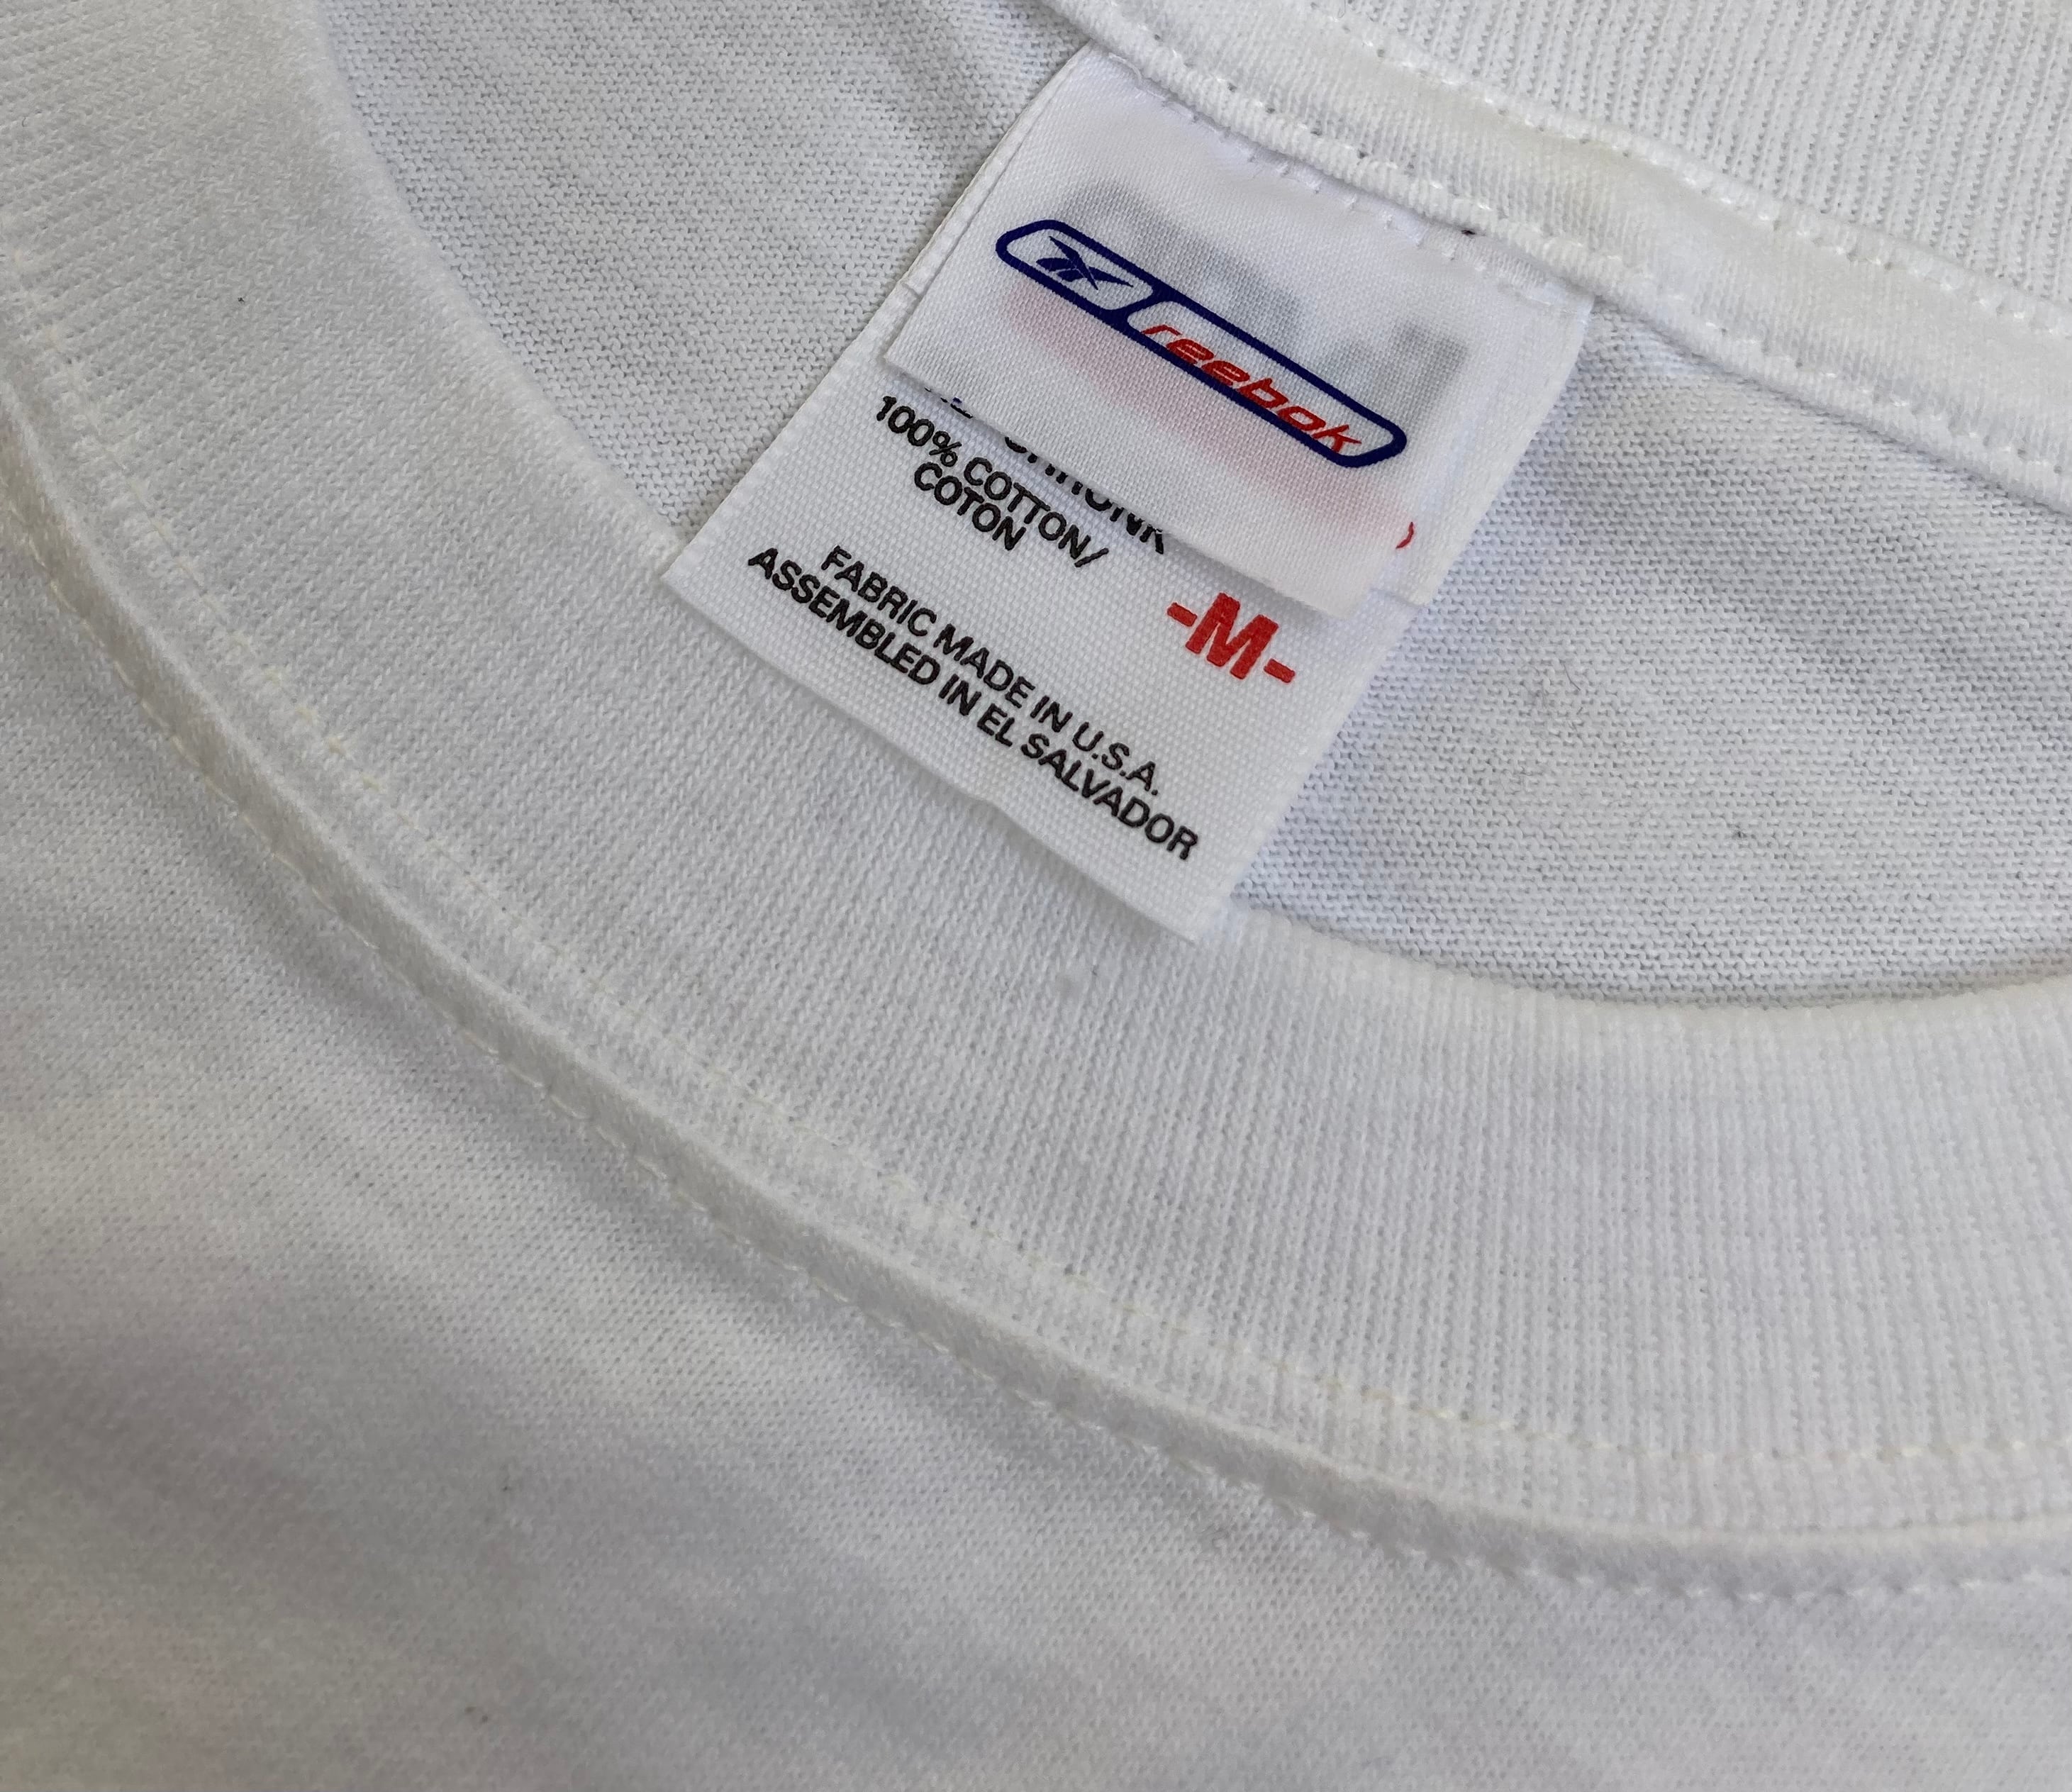 reebok
100% COTTON/
COTON
-M-
FABRIC MADE IN U.S.A.
ASSEMBLED IN EL SALVADOR